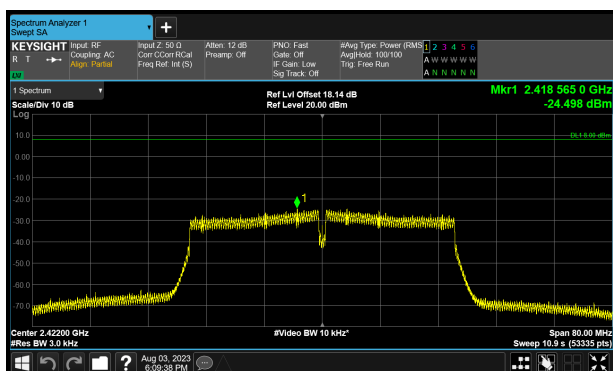 Spectrum Analyzer 1
Swept SA
+
KEYSIGHT Input: RF Input Z: 50 Ω Atten: 12 dB PNO: Fast #Avg Type: Power (RMS 1 2 3 4 5 6
R T Coupling: AC Corr CCorr RCal Preamp: Off Gate: Off Avg|Hold: 100/100 A W W W W W
Align: Partial Freq Ref: Int (S) IF Gain: Low Trig: Free Run
Sig Track: Off A N N N N N
1 Spectrum Ref Lvl Offset 18.14 dB Mkr1 2.418 565 0 GHz
Scale/Div 10 dB Ref Level 20.00 dBm -24.498 dBm
Log
10.0 DL1 8.00 dBm
0.00
-10.0
-20.0
1
-30.0
-40.0
-50.0
-60.0
-70.0
Center 2.42200 GHz #Video BW 10 kHz* Span 80.00 MHz
#Res BW 3.0 kHz Sweep 10.9 s (53335 pts)
? Aug 03, 2023
6:09:38 PM